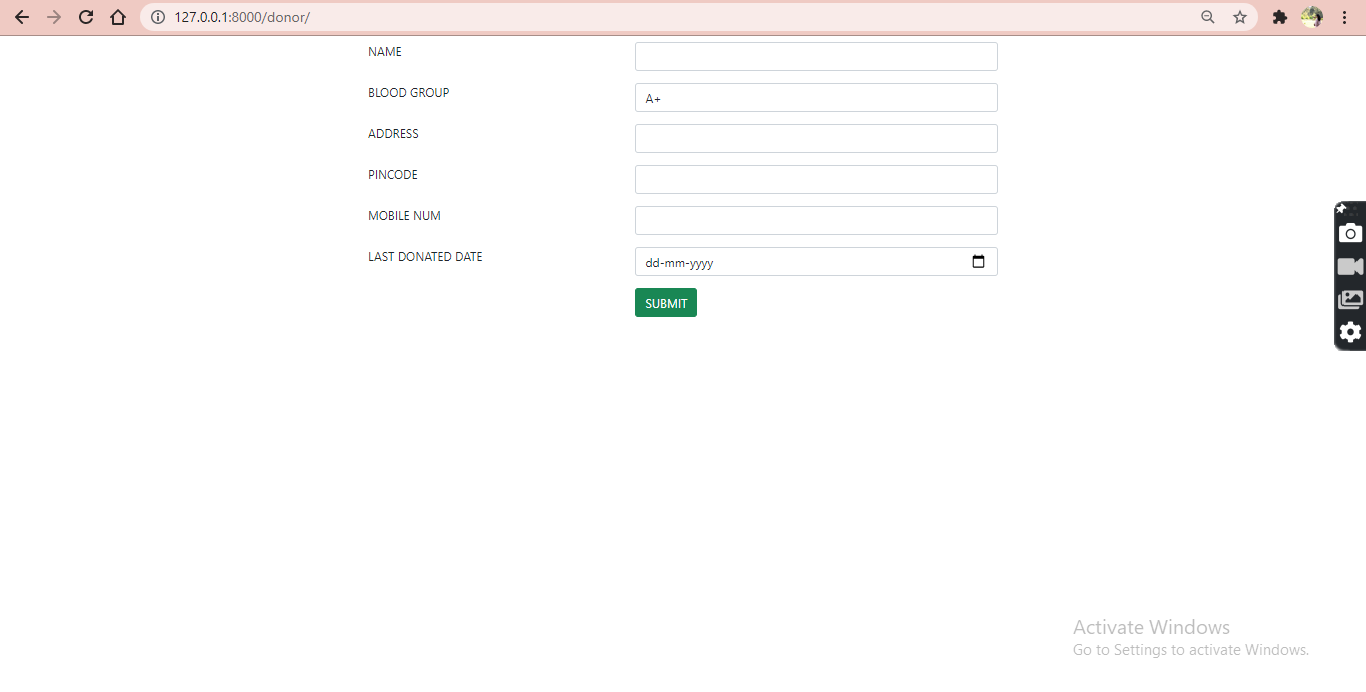 127.0.0.1:8000/donor/
NAME
BLOOD GROUP
A+
ADDRESS
PINCODE
MOBILE NUM
LAST DONATED DATE
dd-mm-yyyy
SUBMIT
Activate Windows
Go to Settings to activate Windows.